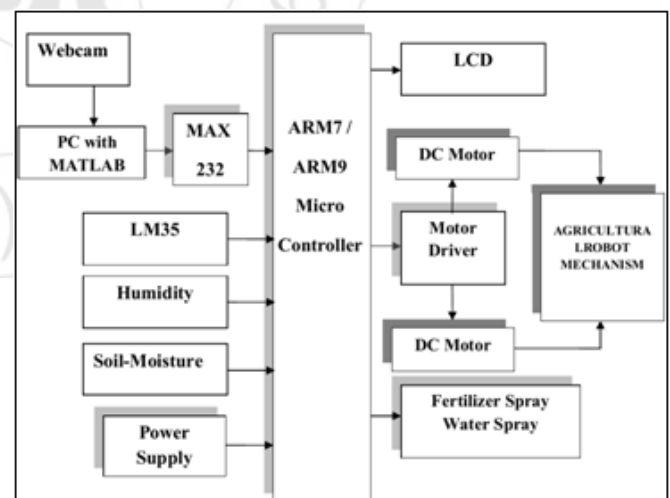 Webcam
PC with
MATLAB
MAX
232
LM35
Humidity
Soil-Moisture
Power
Supply
ARM7 /
ARM9
Micro
Controller
LCD
DC Motor
Motor
Driver
DC Motor
AGRICULTURA
LROBOT
MECHANISM
Fertilizer Spray
Water Spray